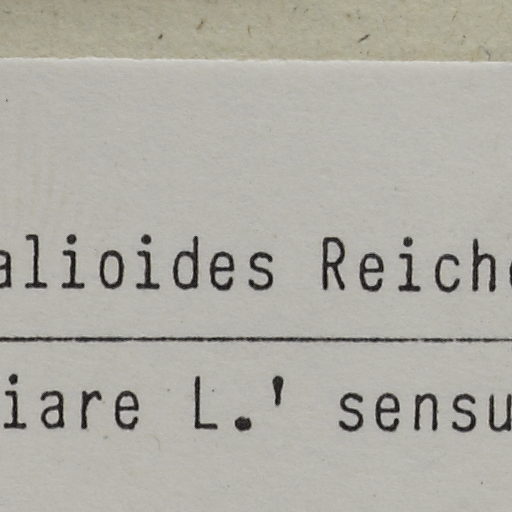 alioides Reich
iare L.' sensu